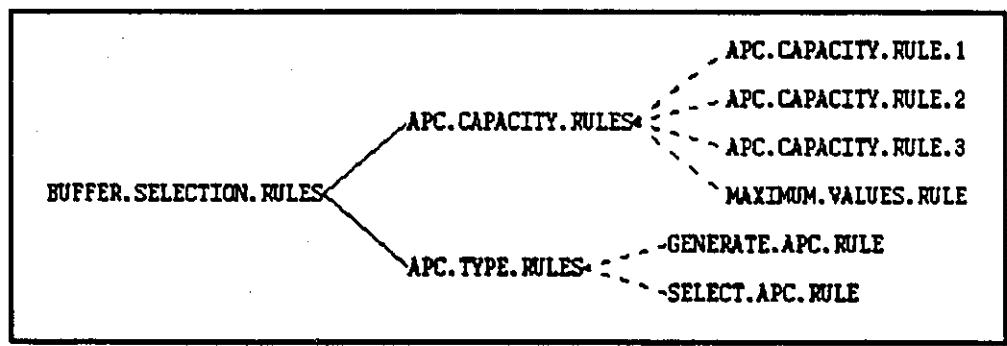 APC.CAPACITY.RULE.1
APC.CAPACITY.RULE.2
APC.CAPACITY.RULES
APC.CAPACITY.RULE.3
BUFFER.SELECTION.RULES
MAXIMUM.VALUES.RULE
GENERATE.APC.RULE
APC.TYPE.RULES
SELECT.APC.RULE